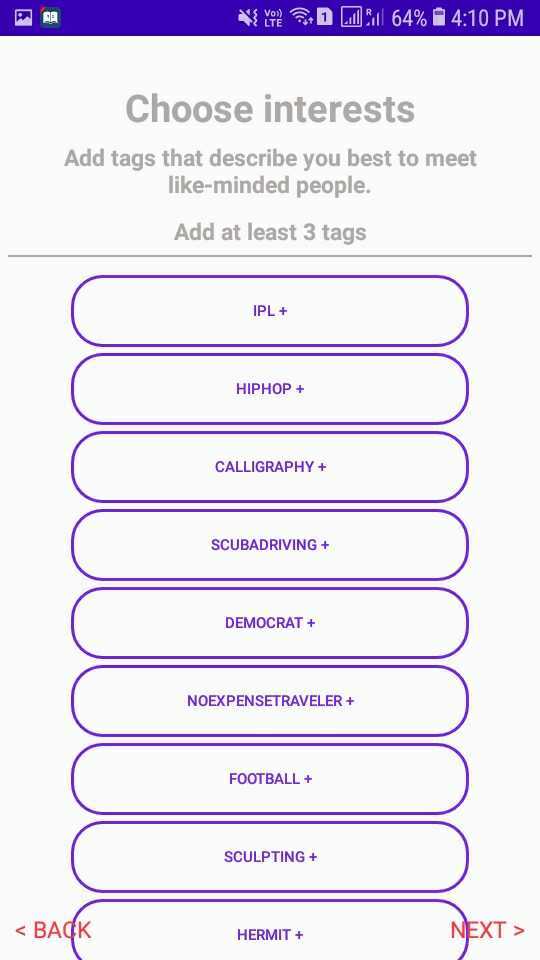 Vo)) LTE 1 R 64% 4:10 PM
Choose interests
Add tags that describe you best to meet
like-minded people.
Add at least 3 tags
IPL +
HIPHOP +
CALLIGRAPHY +
SCUBADRIVING +
DEMOCRAT +
NOEXPENSETRAVELER +
FOOTBALL +
SCULPTING +
< BACK
HERMIT +
NEXT >